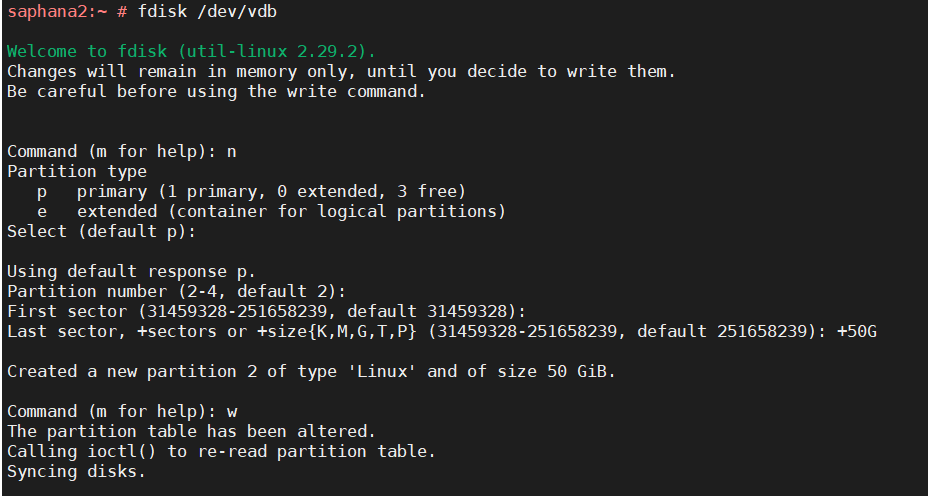 saphana2:~ # fdisk /dev/vdb
Welcome to fdisk (util-linux 2.29.2).
Changes will remain in memory only, until you decide to write them.
Be careful before using the write command.
Command (m for help): n
Partition type
   p   primary (1 primary, 0 extended, 3 free)
   e   extended (container for logical partitions)
Select (default p):
Using default response p.
Partition number (2-4, default 2):
First sector (31459328-251658239, default 31459328):
Last sector, +sectors or +size{K,M,G,T,P} (31459328-251658239, default 251658239): +50G
Created a new partition 2 of type 'Linux' and of size 50 GiB.
Command (m for help): w
The partition table has been altered.
Calling ioctl() to re-read partition table.
Syncing disks.